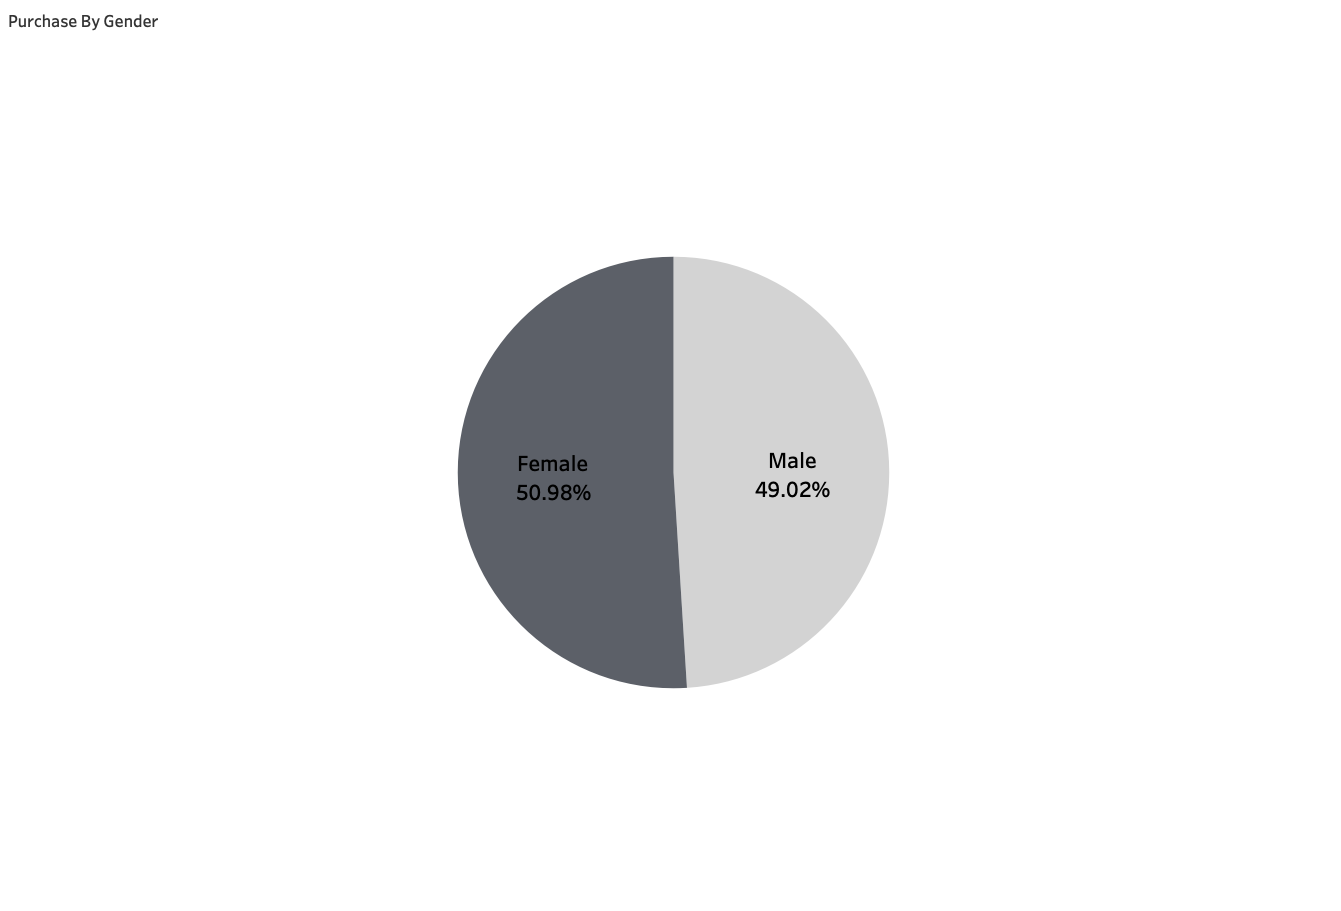 Purchase By Gender
Female
50.98%
Male
49.02%